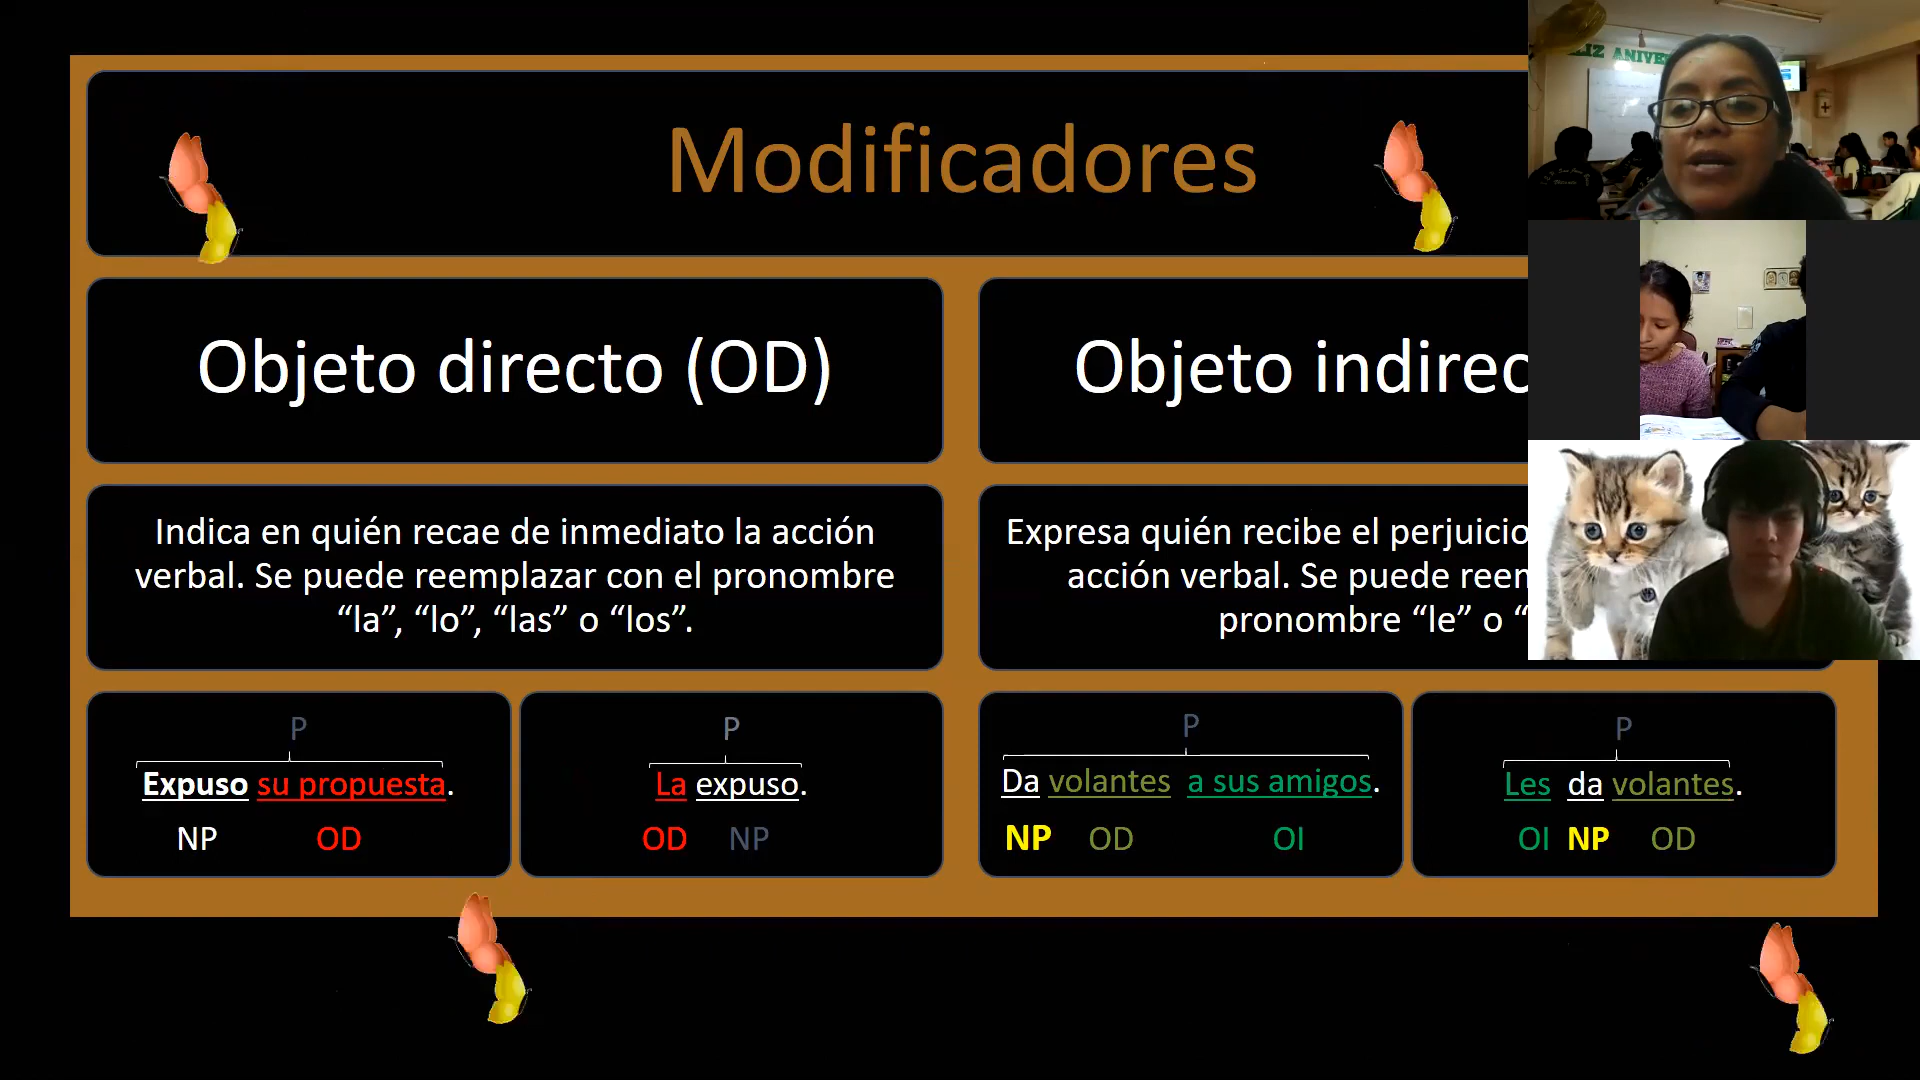 Modificadores
Objeto directo (OD)
Objeto indirec
Indica en quién recae de inmediato la acción
verbal. Se puede reemplazar con el pronombre
“la”, “lo”, “las” o “los”.
Expresa quién recibe el perjuicio
acción verbal. Se puede reem
pronombre “le” o “
P
Expuso su propuesta.
NP OD
P
La expuso.
OD NP
P
Da volantes a sus amigos.
NP OD OI
P
Les da volantes.
OI NP OD
LIZ ANIVE